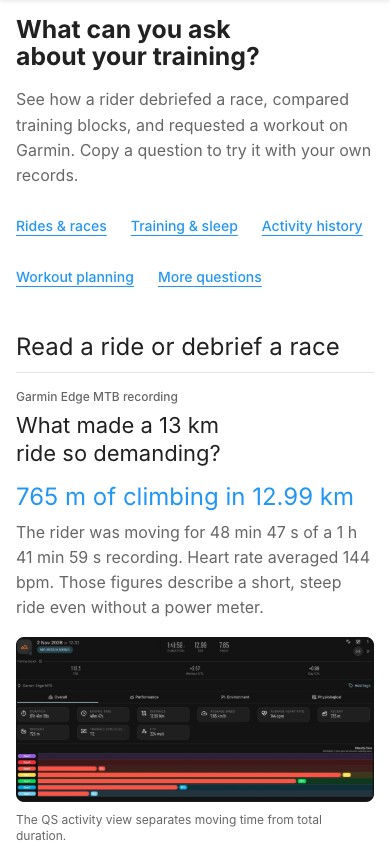 What can you ask
about your training?
See how a rider debriefed a race, compared
training blocks, and requested a workout on
Garmin. Copy a question to try it with your own
records.
Rides & races Training & sleep Activity history
Workout planning More questions
Read a ride or debrief a race
Garmin Edge MTB recording
What made a 13 km
ride so demanding?
765 m of climbing in 12.99 km
The rider was moving for 48 min 47 s of a 1 h
41 min 59 s recording. Heart rate averaged 144
bpm. Those figures describe a short, steep
ride even without a power meter.
Overall Performance Environment Physiological
The QS activity view separates moving time from total
duration.